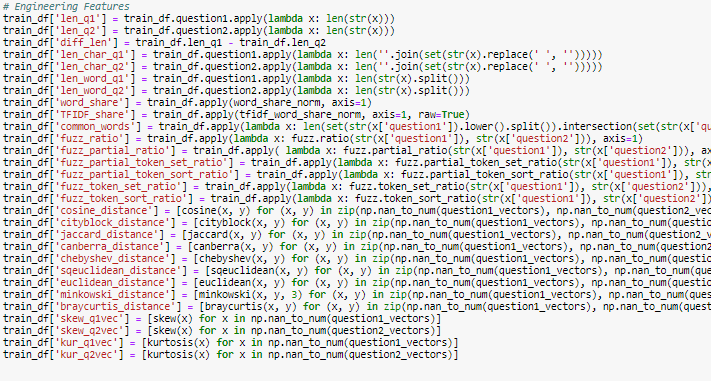 # Engineering Features
train_df['len_q1'] = train_df.question1.apply(lambda x: len(str(x)))
train_df['len_q2'] = train_df.question2.apply(lambda x: len(str(x)))
train_df['diff_len'] = train_df.len_q1 - train_df.len_q2
train_df['len_char_q1'] = train_df.question1.apply(lambda x: len(''.join(set(str(x).replace(' ', '')))))
train_df['len_char_q2'] = train_df.question2.apply(lambda x: len(''.join(set(str(x).replace(' ', '')))))
train_df['len_word_q1'] = train_df.question1.apply(lambda x: len(str(x).split()))
train_df['len_word_q2'] = train_df.question2.apply(lambda x: len(str(x).split()))
train_df['word_share'] = train_df.apply(word_share_norm, axis=1)
train_df['TFIDF_share'] = train_df.apply(tfidf_word_share_norm, axis=1, raw=True)
train_df['common_words'] = train_df.apply(lambda x: len(set(str(x['question1']).lower().split()).intersection(set(str(x['qu
train_df['fuzz_ratio'] = train_df.apply(lambda x: fuzz.ratio(str(x['question1']), str(x['question2'])), axis=1)
train_df['fuzz_partial_ratio'] = train_df.apply( lambda x: fuzz.partial_ratio(str(x['question1']), str(x['question2'])), ax
train_df['fuzz_partial_token_set_ratio'] = train_df.apply(lambda x: fuzz.partial_token_set_ratio(str(x['question1']), str(x
train_df['fuzz_partial_token_sort_ratio'] = train_df.apply(lambda x: fuzz.partial_token_sort_ratio(str(x['question1']), str
train_df['fuzz_token_set_ratio'] = train_df.apply(lambda x: fuzz.token_set_ratio(str(x['question1']), str(x['question2'])),
train_df['fuzz_token_sort_ratio'] = train_df.apply(lambda x: fuzz.token_sort_ratio(str(x['question1']), str(x['question2'])
train_df['cosine_distance'] = [cosine(x, y) for (x, y) in zip(np.nan_to_num(question1_vectors), np.nan_to_num(question2_vec
train_df['cityblock_distance'] = [cityblock(x, y) for (x, y) in zip(np.nan_to_num(question1_vectors), np.nan_to_num(questio
train_df['jaccard_distance'] = [jaccard(x, y) for (x, y) in zip(np.nan_to_num(question1_vectors), np.nan_to_num(question2_v
train_df['canberra_distance'] = [canberra(x, y) for (x, y) in zip(np.nan_to_num(question1_vectors), np.nan_to_num(question2
train_df['chebyshev_distance'] = [chebyshev(x, y) for (x, y) in zip(np.nan_to_num(question1_vectors), np.nan_to_num(questio
train_df['sqeuclidean_distance'] = [sqeuclidean(x, y) for (x, y) in zip(np.nan_to_num(question1_vectors), np.nan_to_num(que
train_df['euclidean_distance'] = [euclidean(x, y) for (x, y) in zip(np.nan_to_num(question1_vectors), np.nan_to_num(questio
train_df['minkowski_distance'] = [minkowski(x, y, 3) for (x, y) in zip(np.nan_to_num(question1_vectors), np.nan_to_num(ques
train_df['braycurtis_distance'] = [braycurtis(x, y) for (x, y) in zip(np.nan_to_num(question1_vectors), np.nan_to_num(quest
train_df['skew_q1vec'] = [skew(x) for x in np.nan_to_num(question1_vectors)]
train_df['skew_q2vec'] = [skew(x) for x in np.nan_to_num(question2_vectors)]
train_df['kur_q1vec'] = [kurtosis(x) for x in np.nan_to_num(question1_vectors)]
train_df['kur_q2vec'] = [kurtosis(x) for x in np.nan_to_num(question2_vectors)]